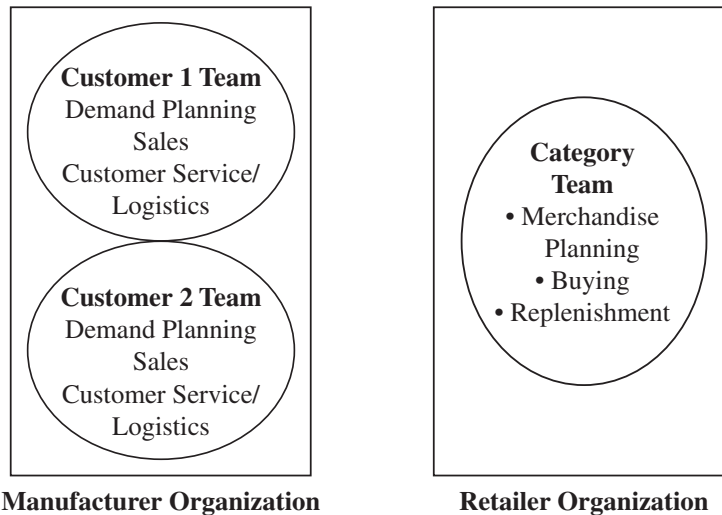 Customer 1 Team
Demand Planning
Sales
Customer Service/
Logistics
Customer 2 Team
Demand Planning
Sales
Customer Service/
Logistics
Manufacturer Organization
Category
Team
• Merchandise
Planning
• Buying
• Replenishment
Retailer Organization